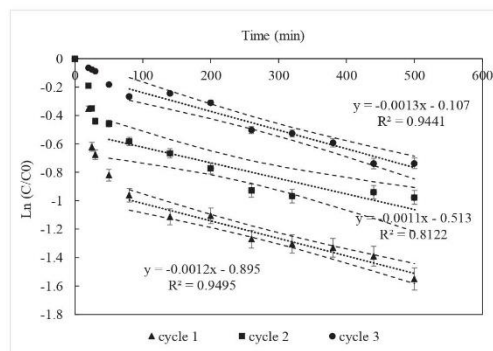 Time (min)
0 100 200 300 400 500 600
0
-0.2
-0.4
-0.6
-0.8
-1
-1.2
-1.4
-1.6
-1.8
Ln (C/C0)
y = -0.0013x - 0.107
R² = 0.9441
y = -0.0011x - 0.513
R² = 0.8122
y = -0.0012x - 0.895
R² = 0.9495
cycle 1 cycle 2 cycle 3